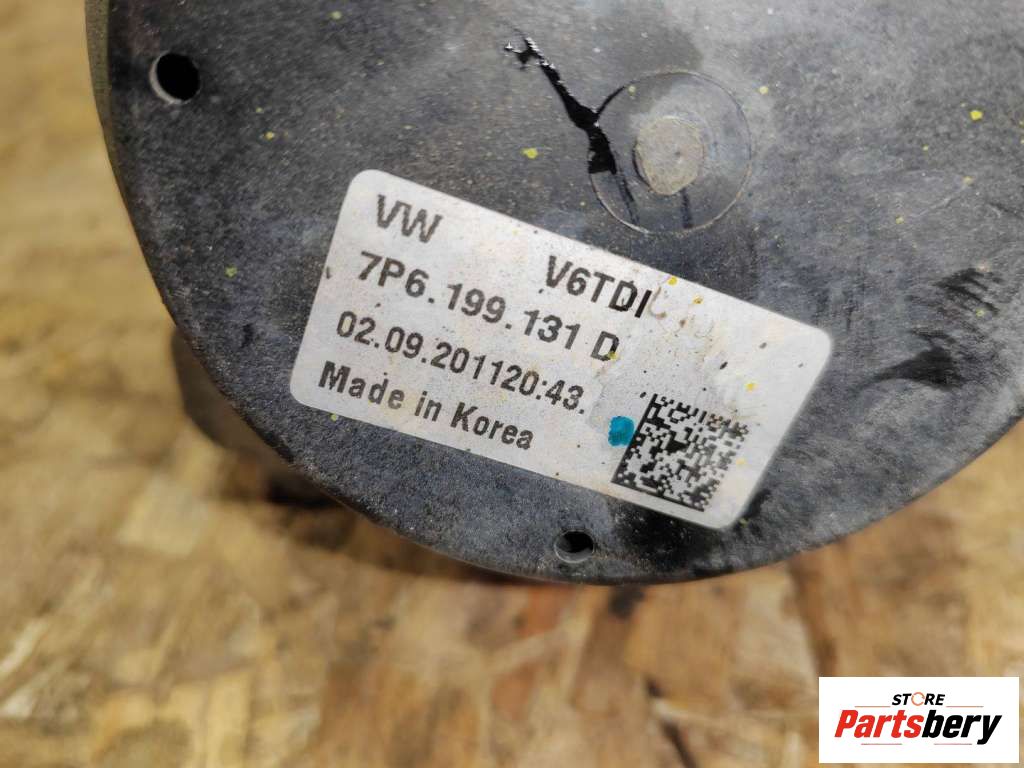 VW
V6TDI
7P6.199.131 D
02.09.201120:43.
Made in Korea
STORE
Partsbery